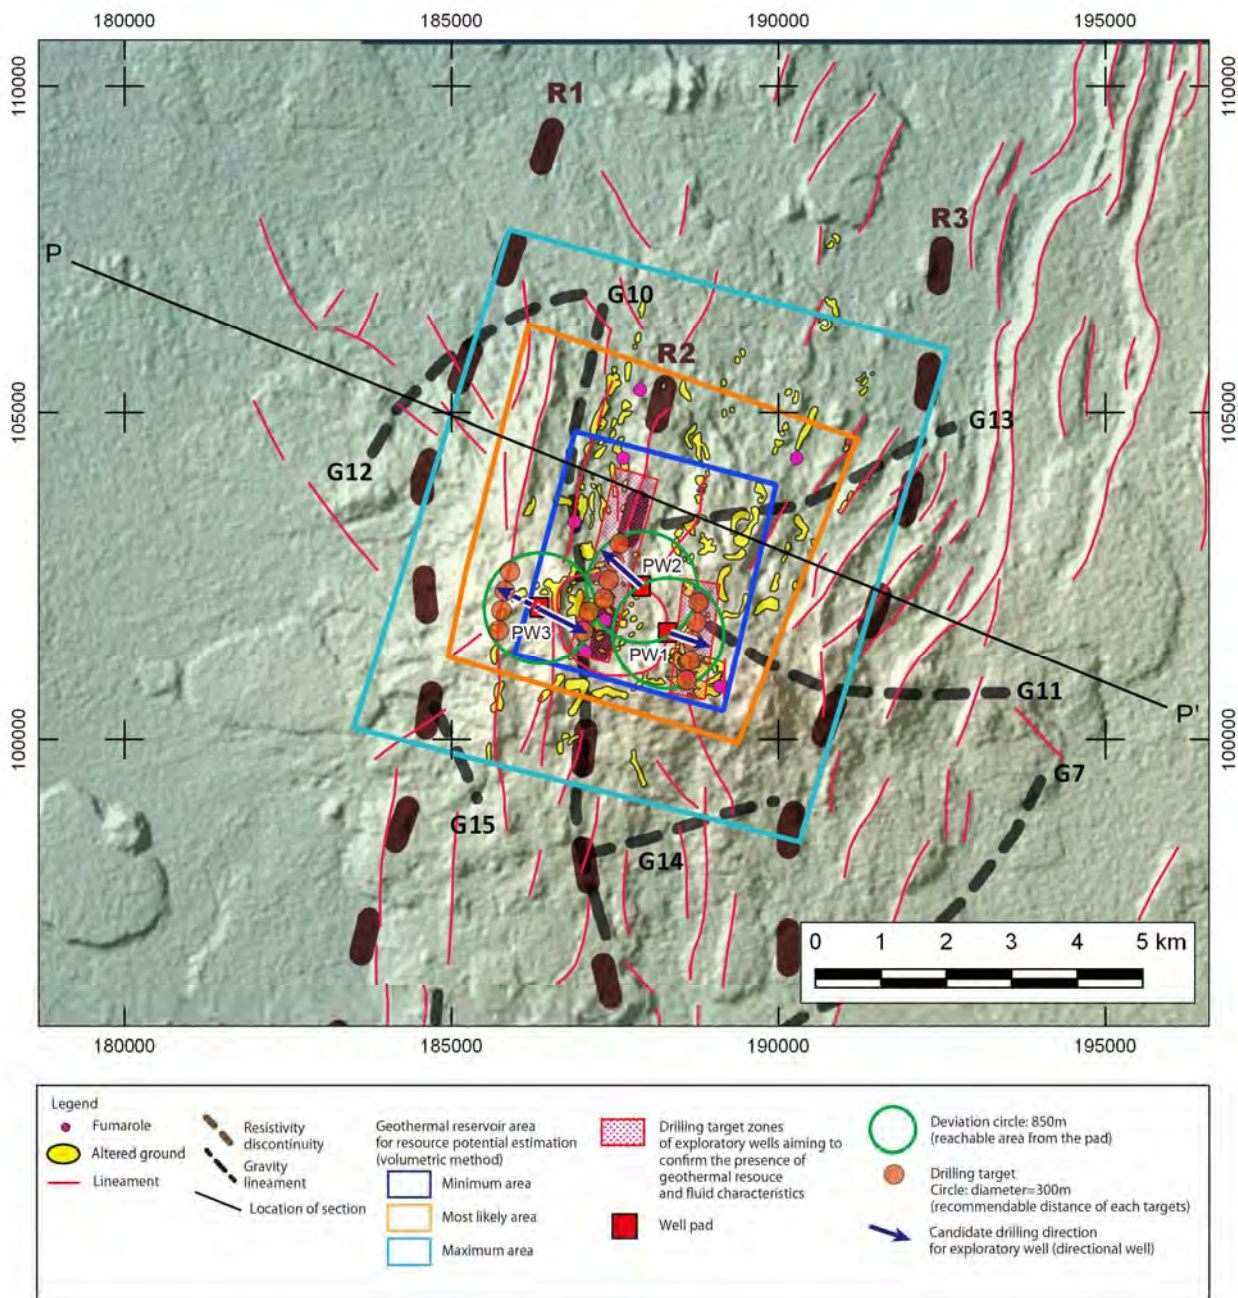 180000 185000 190000 195000
110000 110000
R1
R3
P
G10
R2
105000 105000
G13
G12
PW2
PW3
PW1
G11
P'
100000 100000
G7
G15
G14
0 1 2 3 4 5 km
180000 185000 190000 195000
Legend
Fumarole
Altered ground
Lineament
Resistivity
discontinuity
Gravity
lineament
Location of section
Geothermal reservoir area
for resource potential estimation
(volumetric method)
Minimum area
Most likely area
Maximum area
Drilling target zones
of exploratory wells aiming to
confirm the presence of
geothermal resouce
and fluid characteristics
Well pad
Deviation circle: 850m
(reachable area from the pad)
Drilling target
Circle: diameter=300m
(recommendable distance of each targets)
Candidate drilling direction
for exploratory well (directional well)